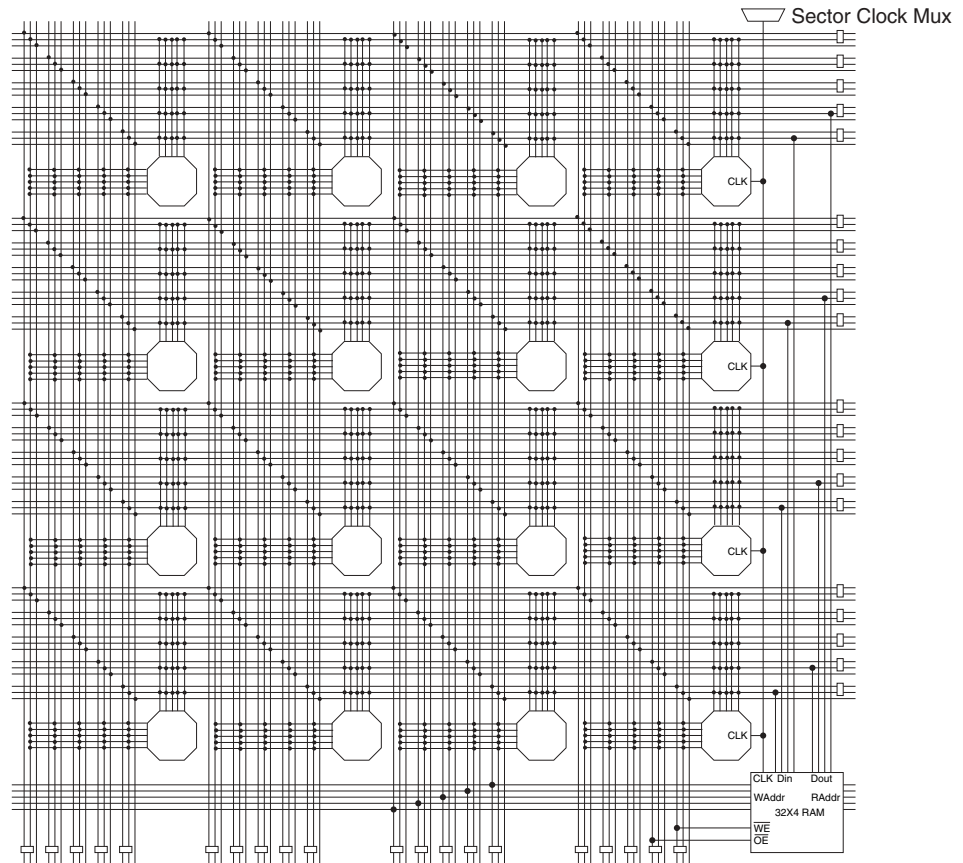 Sector Clock Mux
CLK
CLK
CLK
CLK
CLK Din Dout
WAddr RAddr
32X4 RAM
WE
OE